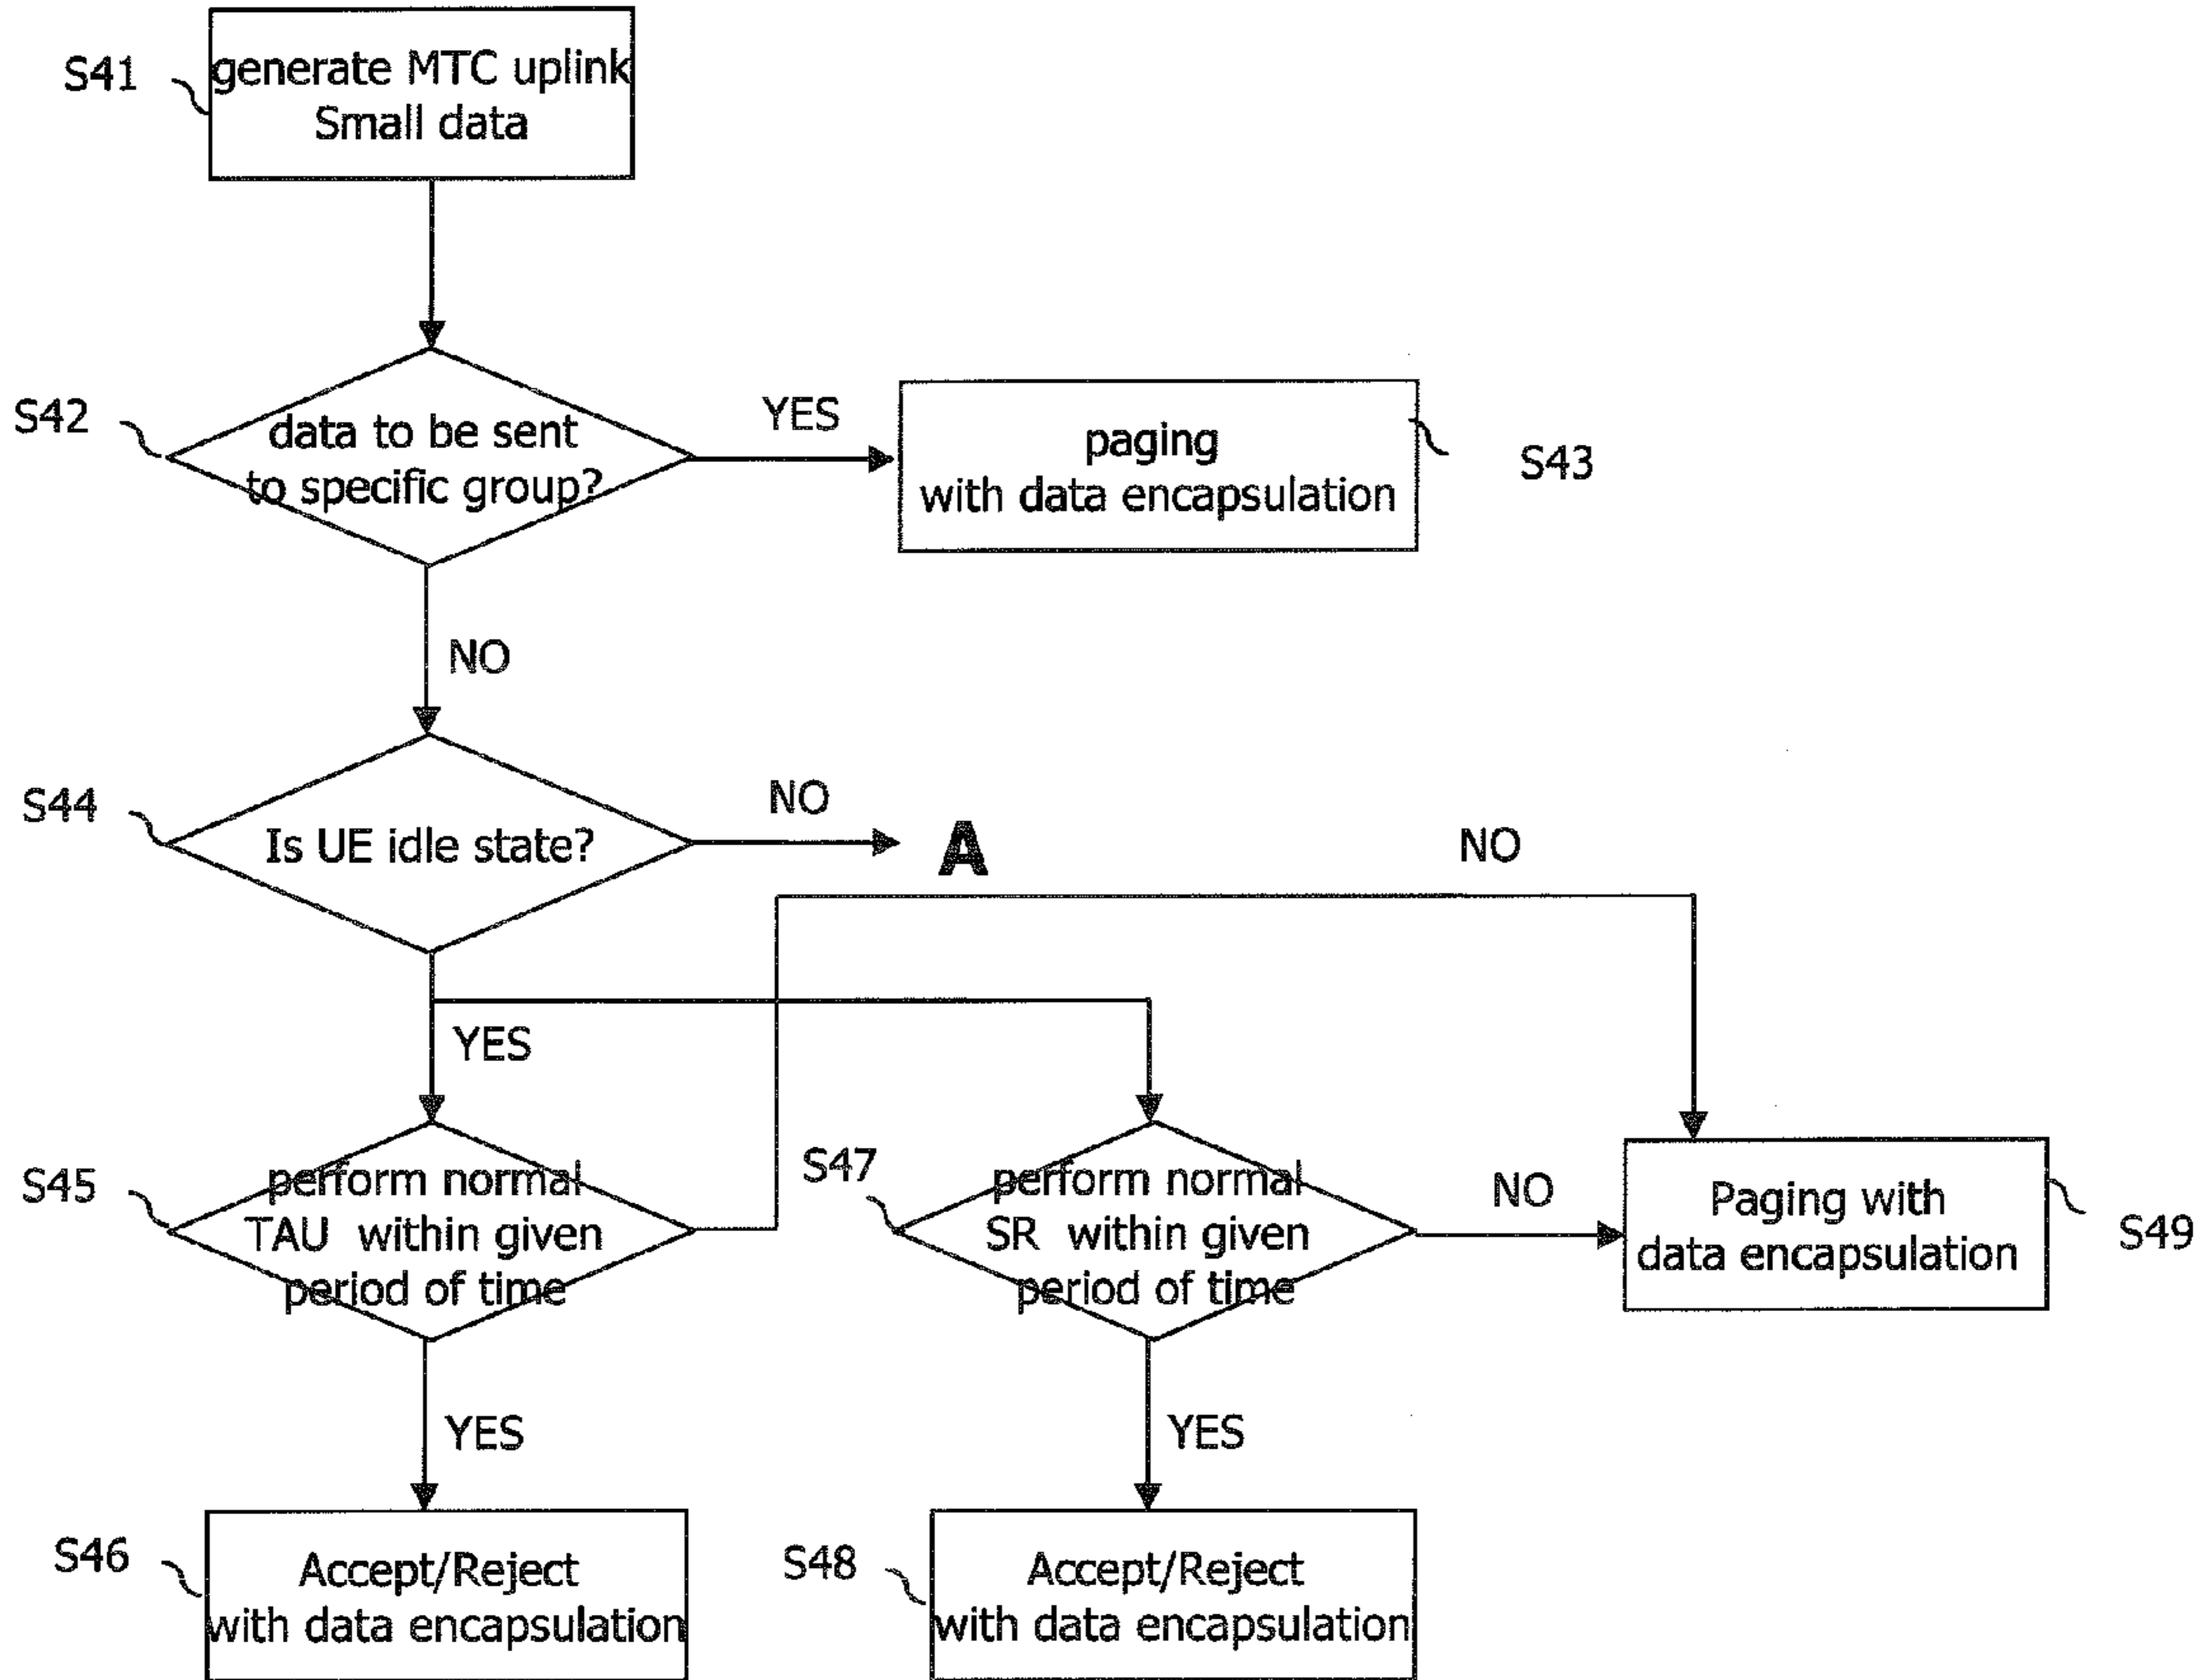 S41
generate MTC uplink
Small data
S42
data to be sent
to specific group?
YES
paging
with data encapsulation
S43
NO
S44
Is UE idle state?
NO
A
NO
YES
S45
perform normal
TAU within given
period of time
S47
perform normal
SR within given
period of time
NO
Paging with
data encapsulation
S49
YES
YES
S46
Accept/Reject
with data encapsulation
S48
Accept/Reject
with data encapsulation